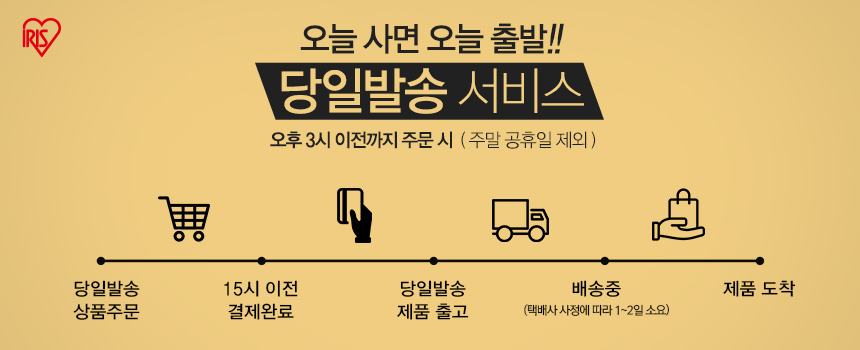 IRIS
오늘 사면 오늘 출발!!
당일발송 서비스
오후 3시 이전까지 주문 시 ( 주말 공휴일 제외 )
당일발송
상품주문
15시 이전
결제완료
당일발송
제품 출고
배송중
(택배사 사정에 따라 1~2일 소요)
제품 도착